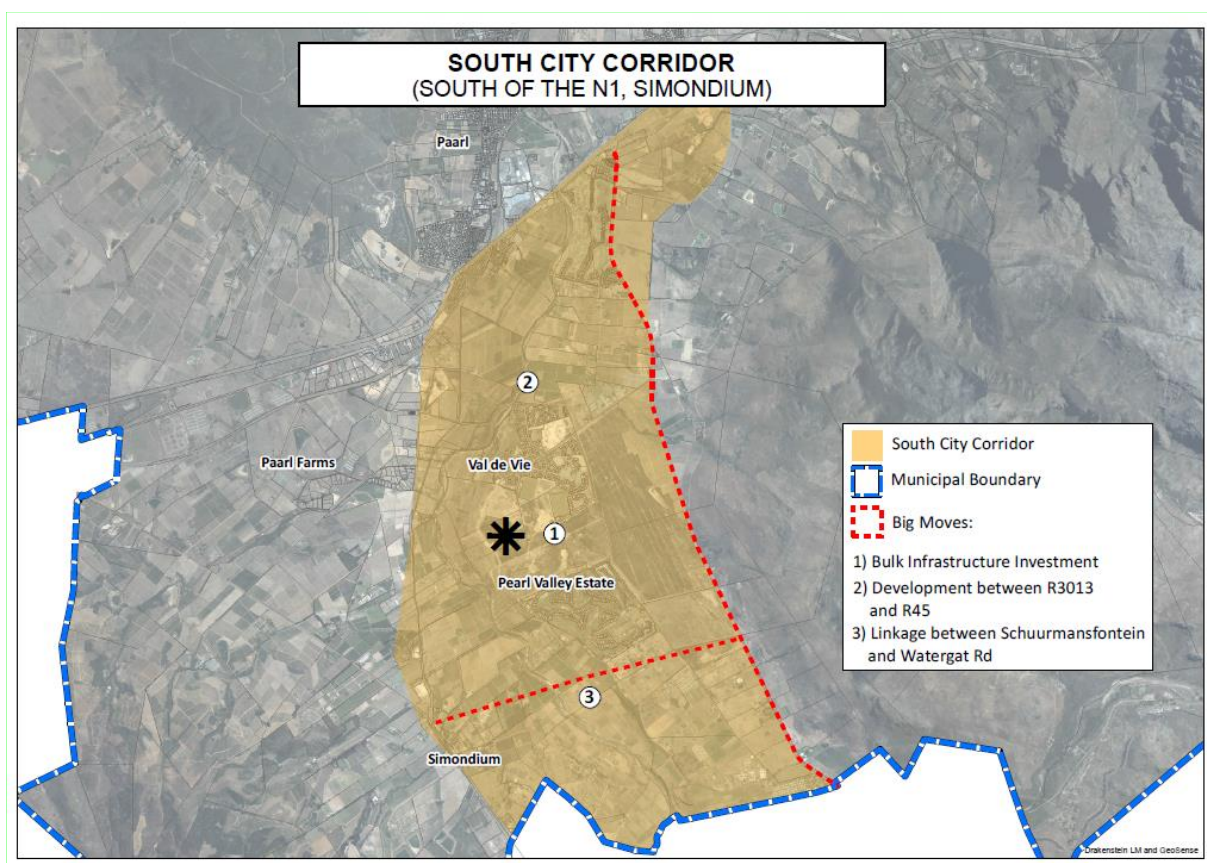 SOUTH CITY CORRIDOR
(SOUTH OF THE N1, SIMONDIUM)
Paarl
2
Paarl Farms
Val de Vie
1
Pearl Valley Estate
3
Simondium
South City Corridor
Municipal Boundary
Big Moves:
1) Bulk Infrastructure Investment
2) Development between R3013
and R45
3) Linkage between Schuurmansfontein
and Watergat Rd
Drakenstein LM and GeoSense